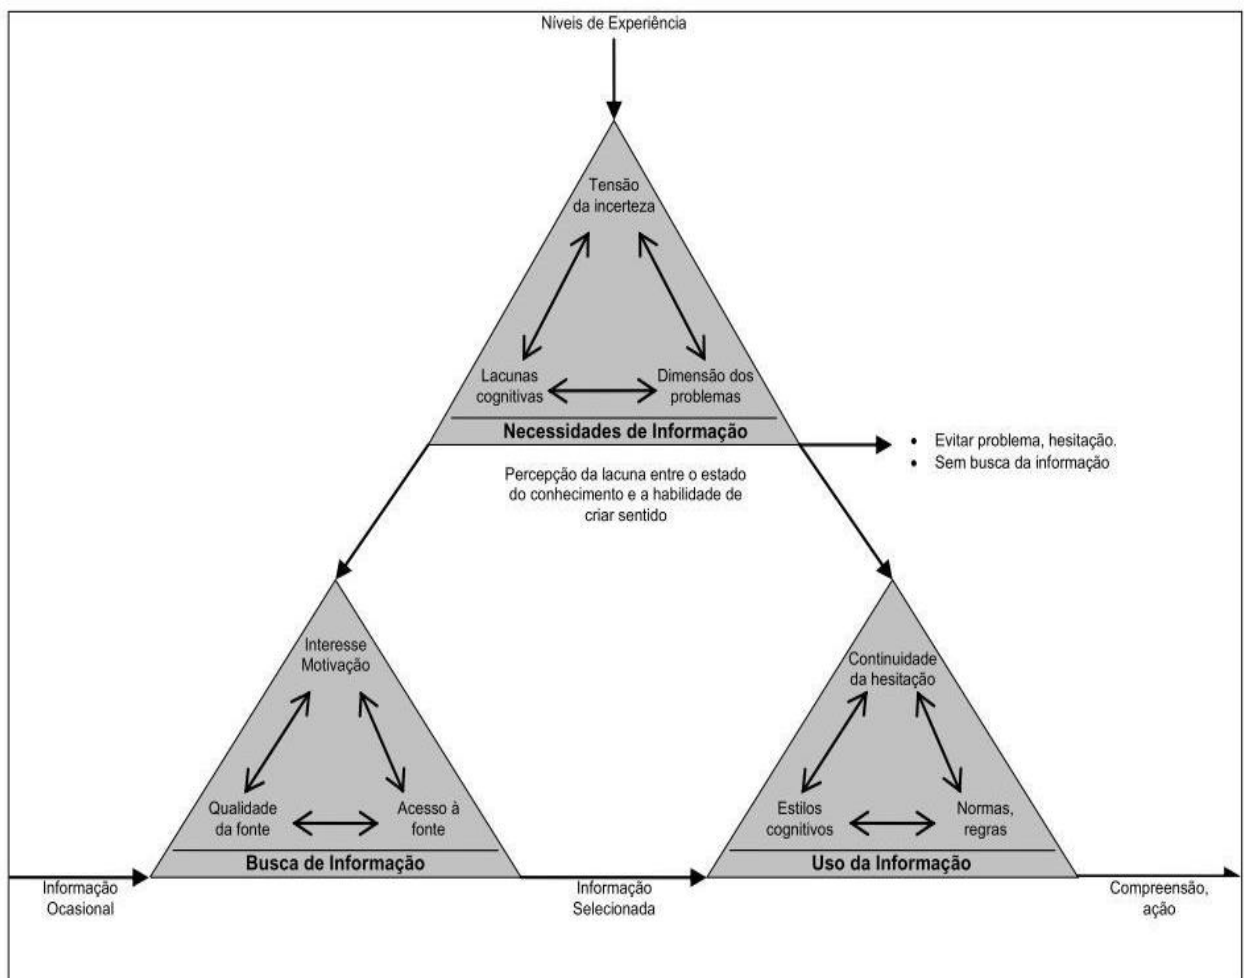 Níveis de Experiência
Tensão
da incerteza
Lacunas
cognitivas
Dimensão dos
problemas
Necessidades de Informação
• Evitar problema, hesitação.
• Sem busca da informação
Percepção da lacuna entre o estado
do conhecimento e a habilidade de
criar sentido
Interesse
Motivação
Qualidade
da fonte
Acesso à
fonte
Busca de Informação
Continuidade
da hesitação
Estilos
cognitivos
Normas,
regras
Uso da Informação
Informação
Ocasional
Informação
Selecionada
Compreensão,
ação